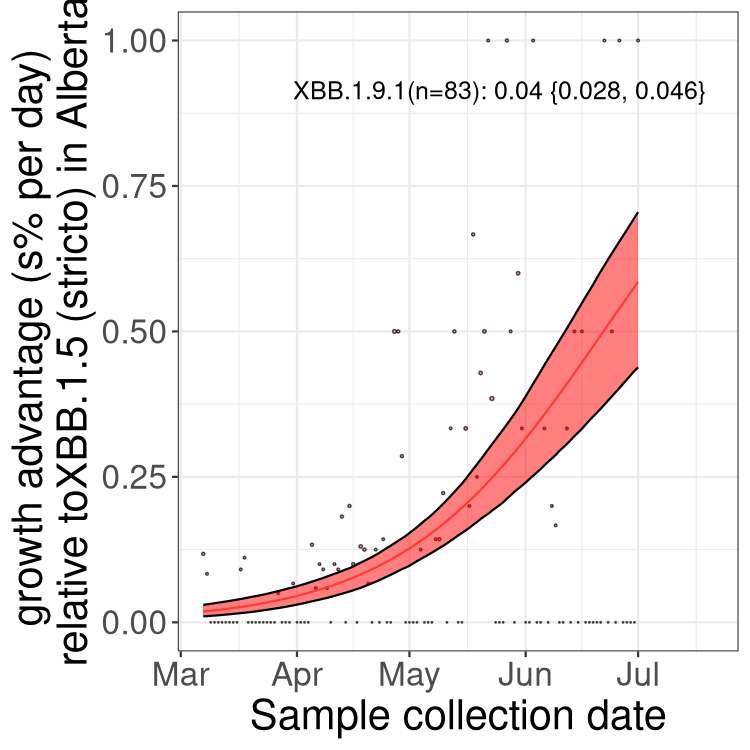 growth advantage (s% per day)
relative toXBB.1.5 (stricto) in Alberta
1.00
0.75
0.50
0.25
0.00
XBB.1.9.1(n=83): 0.04 {0.028, 0.046}
Mar Apr May Jun Jul
Sample collection date